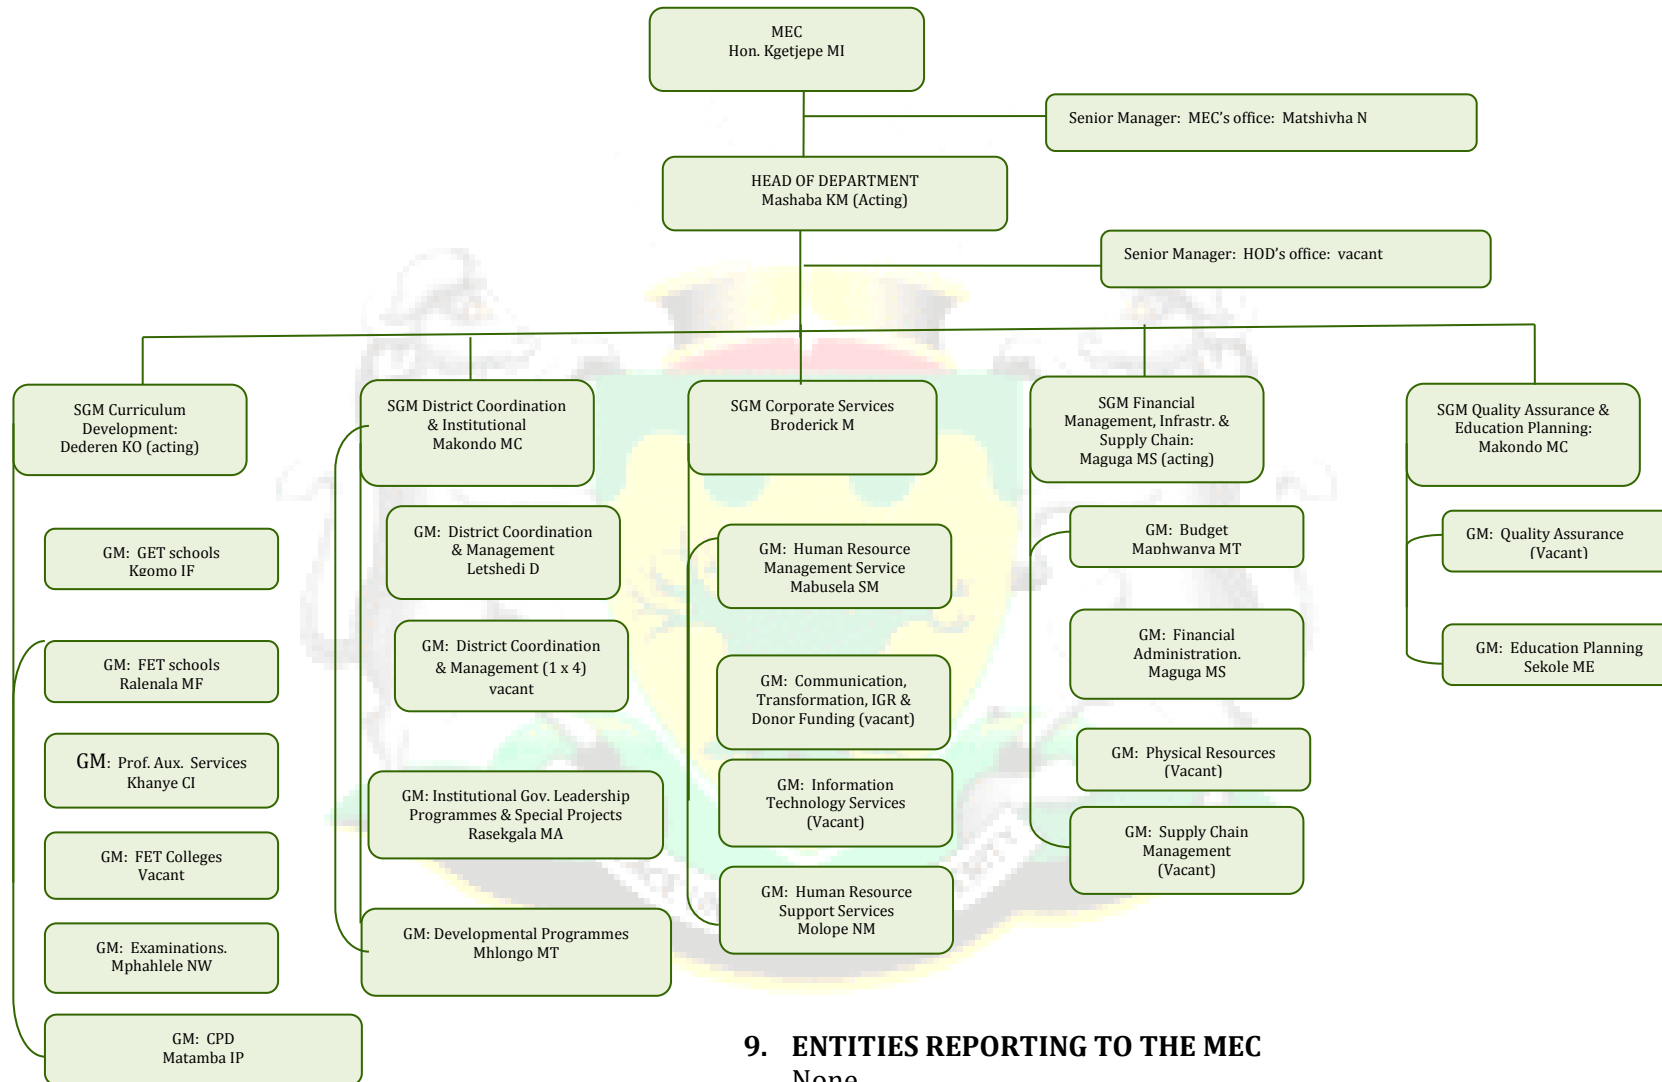 MEC
Hon. Kgetjepe MI
Senior Manager: MEC's office: Matshivha N
HEAD OF DEPARTMENT
Mashaba KM (Acting)
Senior Manager: HOD's office: vacant
SGM Curriculum
Development:
Dederen KO (acting)
GM: GET schools
Kgomo IF
GM: FET schools
Ralenala MF
GM: Prof. Aux. Services
Khanye CI
GM: FET Colleges
Vacant
GM: Examinations.
Mphahlele NW
GM: CPD
Matamba IP
SGM District Coordination
& Institutional
Makondo MC
GM: District Coordination
& Management
Letshedi D
GM: District Coordination
& Management (1 x 4)
vacant
GM: Institutional Gov. Leadership
Programmes & Special Projects
Rasekgala MA
GM: Developmental Programmes
Mhlongo MT
SGM Corporate Services
Broderick M
GM: Human Resource
Management Service
Mabusela SM
GM: Communication,
Transformation, IGR &
Donor Funding (vacant)
GM: Information
Technology Services
(Vacant)
GM: Human Resource
Support Services
Molope NM
SGM Financial
Management, Infrastr. &
Supply Chain:
Maguga MS (acting)
GM: Budget
Maphwanya MT
GM: Financial
Administration.
Maguga MS
GM: Physical Resources
(Vacant)
GM: Supply Chain
Management
(Vacant)
SGM Quality Assurance &
Education Planning:
Makondo MC
GM: Quality Assurance
(Vacant)
GM: Education Planning
Sekole ME
9. ENTITIES REPORTING TO THE MEC
None